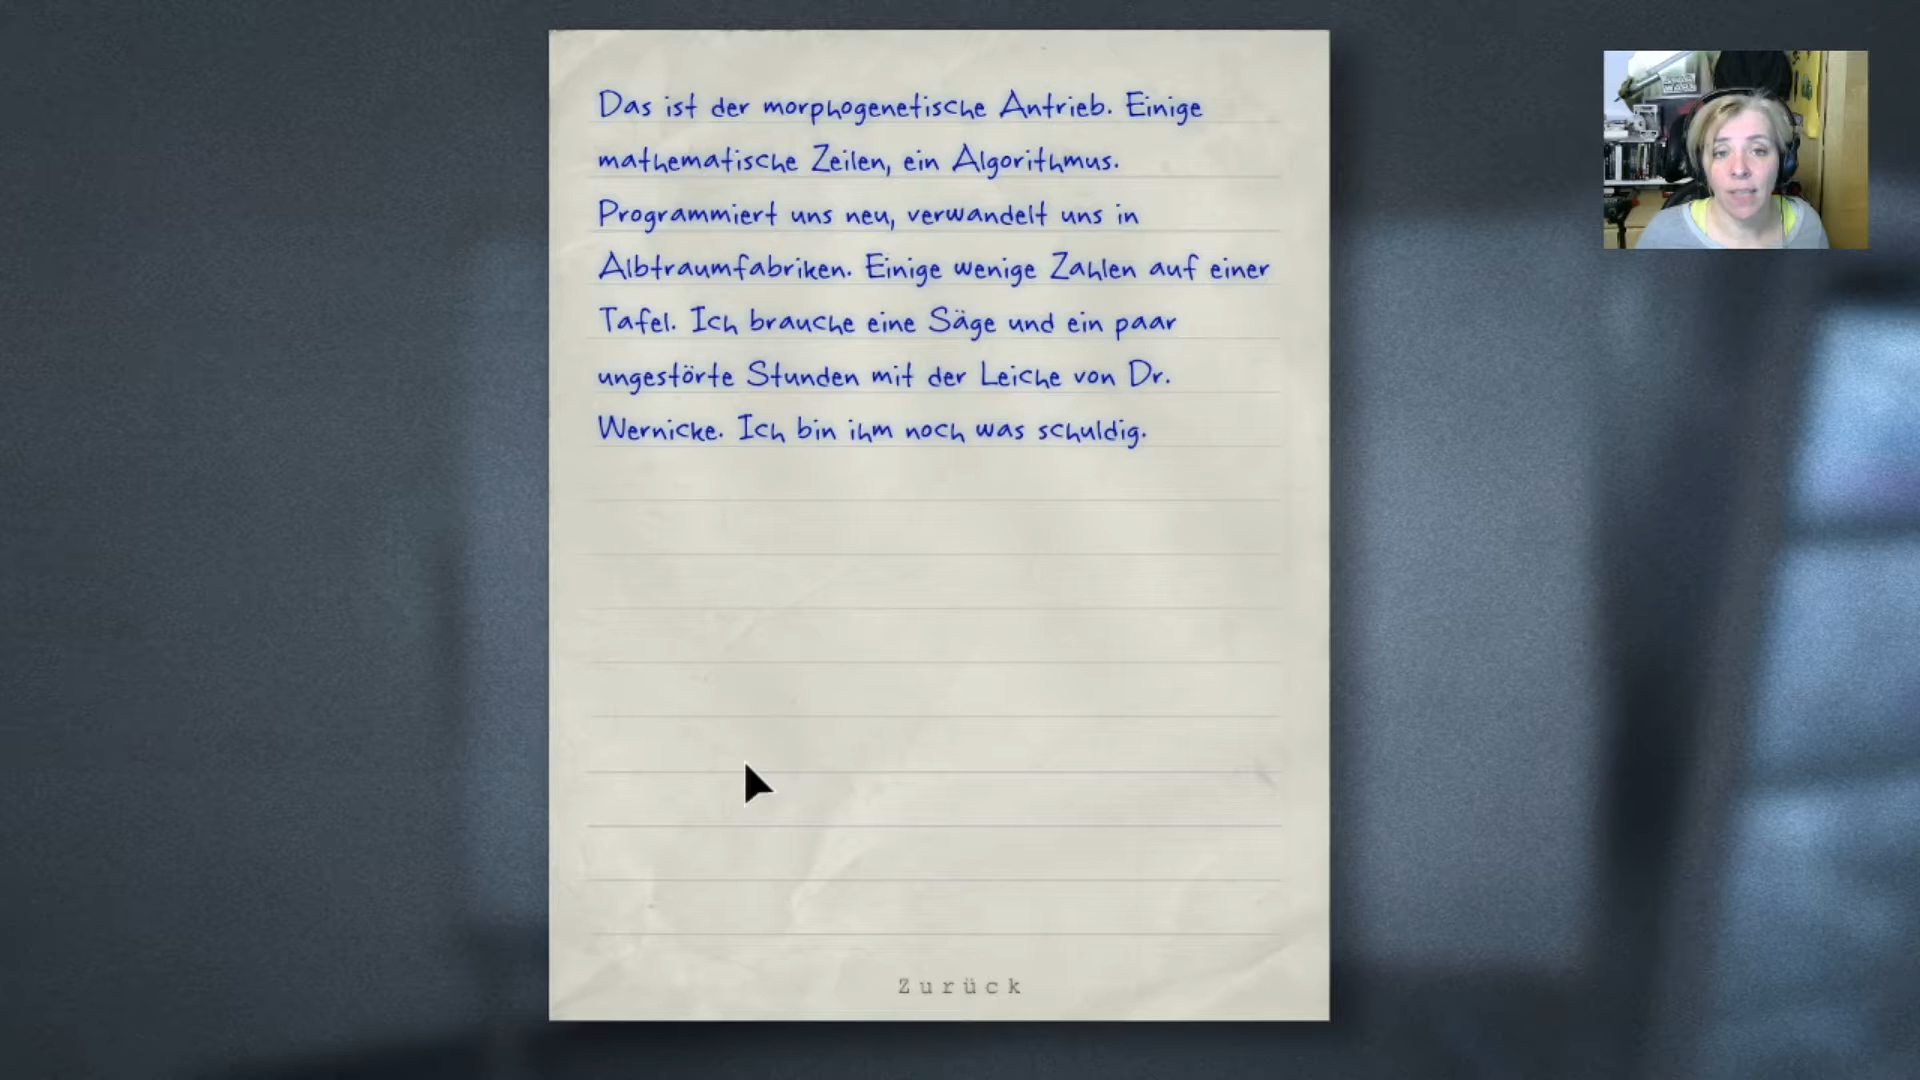 Das ist der morphogenetische Antrieb. Einige
mathematische Zeilen, ein Algorithmus.
Programmiert uns neu, verwandelt uns in
Albtraumfabriken. Einige wenige Zahlen auf einer
Tafel. Ich brauche eine Säge und ein paar
ungestörte Stunden mit der Leiche von Dr.
Wernicke. Ich bin ihm noch was schuldig.
Zurück